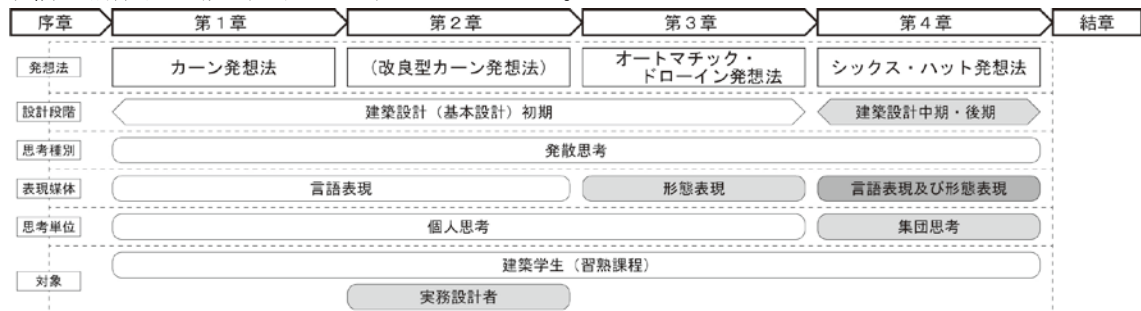 序章 第1章 第2章 第3章 第4章 結章
発想法 カーン発想法 (改良型カーン発想法) オートマチック・
ドローイン発想法 シックス・ハット発想法
設計段階 建築設計(基本設計)初期 建築設計中期・後期
思考種別 発散思考
表現媒体 言語表現 形態表現 言語表現及び形態表現
思考単位 個人思考 集団思考
対象 建築学生(習熟課程)
実務設計者